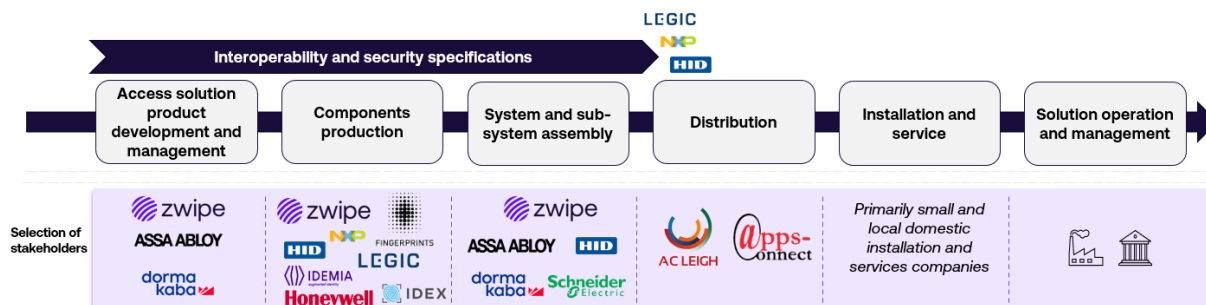 LEGIC
NXP
HID
Interoperability and security specifications
Access solution
product
development and
management
Components
production
System and sub-
system assembly
Distribution
Installation and
service
Solution operation
and management
Selection of
stakeholders
zwipe
ASSA ABLOY
dorma
kaba
zwipe
FINGERPRINTS
NXP
HID
LEGIC
IDEMIA
augmented identity
Honeywell
IDEX
zwipe
ASSA ABLOY
HID
dorma
kaba
Schneider
Electric
AC LEIGH
apps-
connect
Primarily small and
local domestic
installation and
services companies